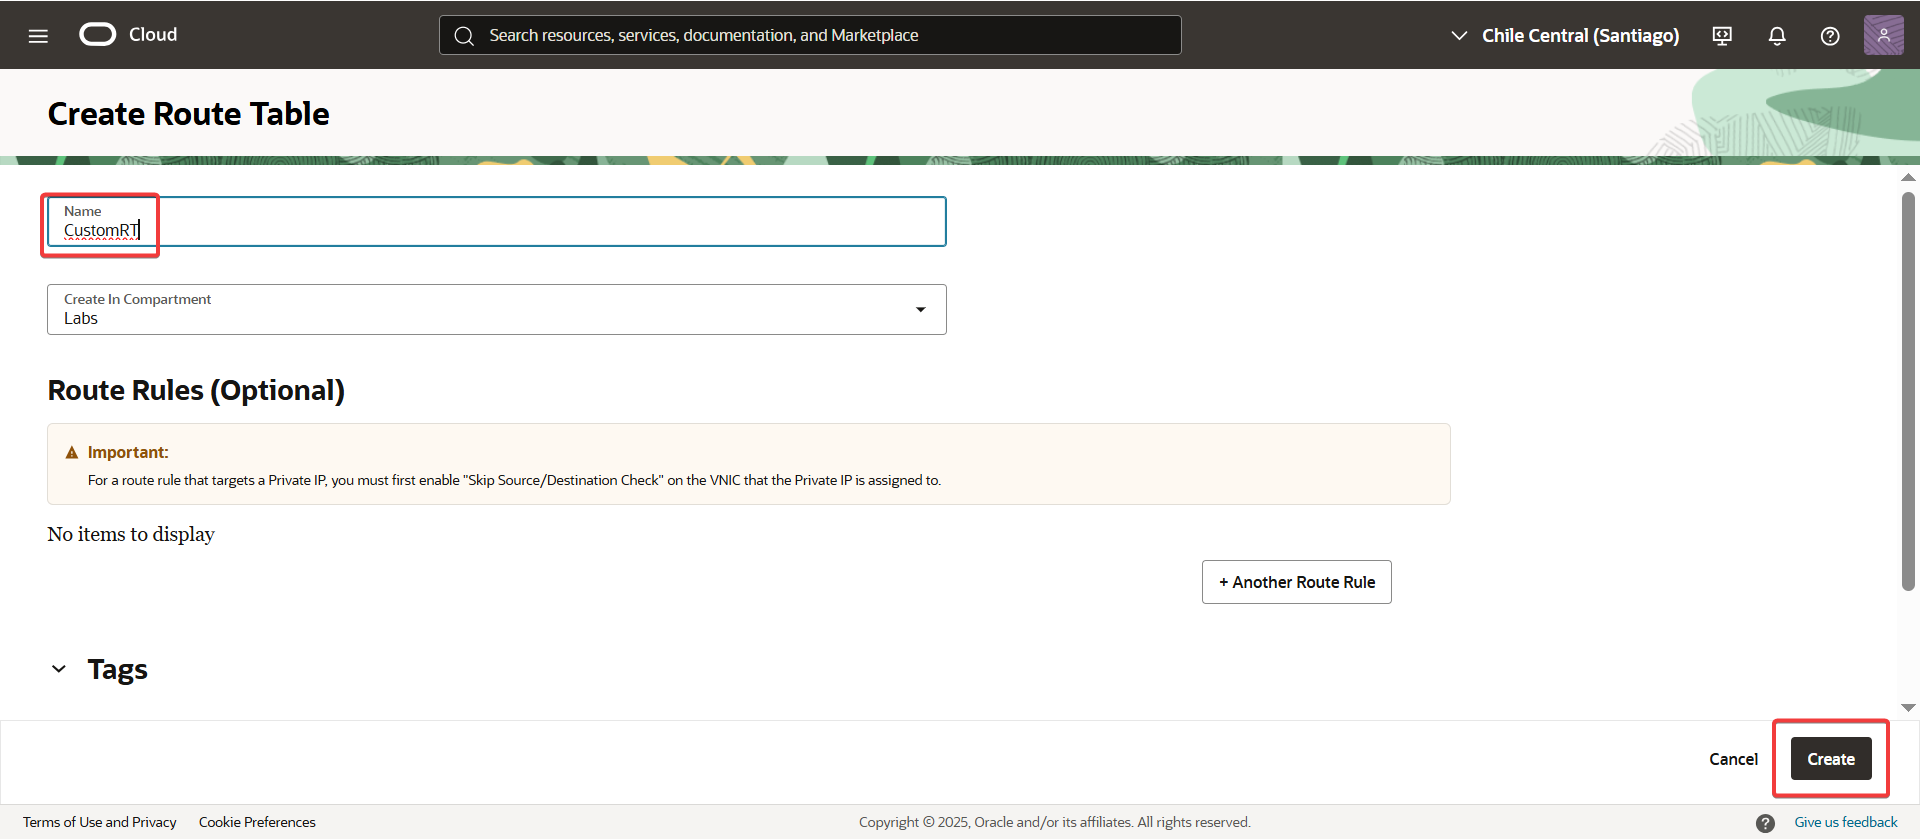 Cloud
Search resources, services, documentation, and Marketplace
Chile Central (Santiago)
Create Route Table
Name
CustomRT
Create In Compartment
Labs
Route Rules (Optional)
Important:
For a route rule that targets a Private IP, you must first enable "Skip Source/Destination Check" on the VNIC that the Private IP is assigned to.
No items to display
+ Another Route Rule
Tags
Cancel
Create
Terms of Use and Privacy
Cookie Preferences
Copyright © 2025, Oracle and/or its affiliates. All rights reserved.
Give us feedback